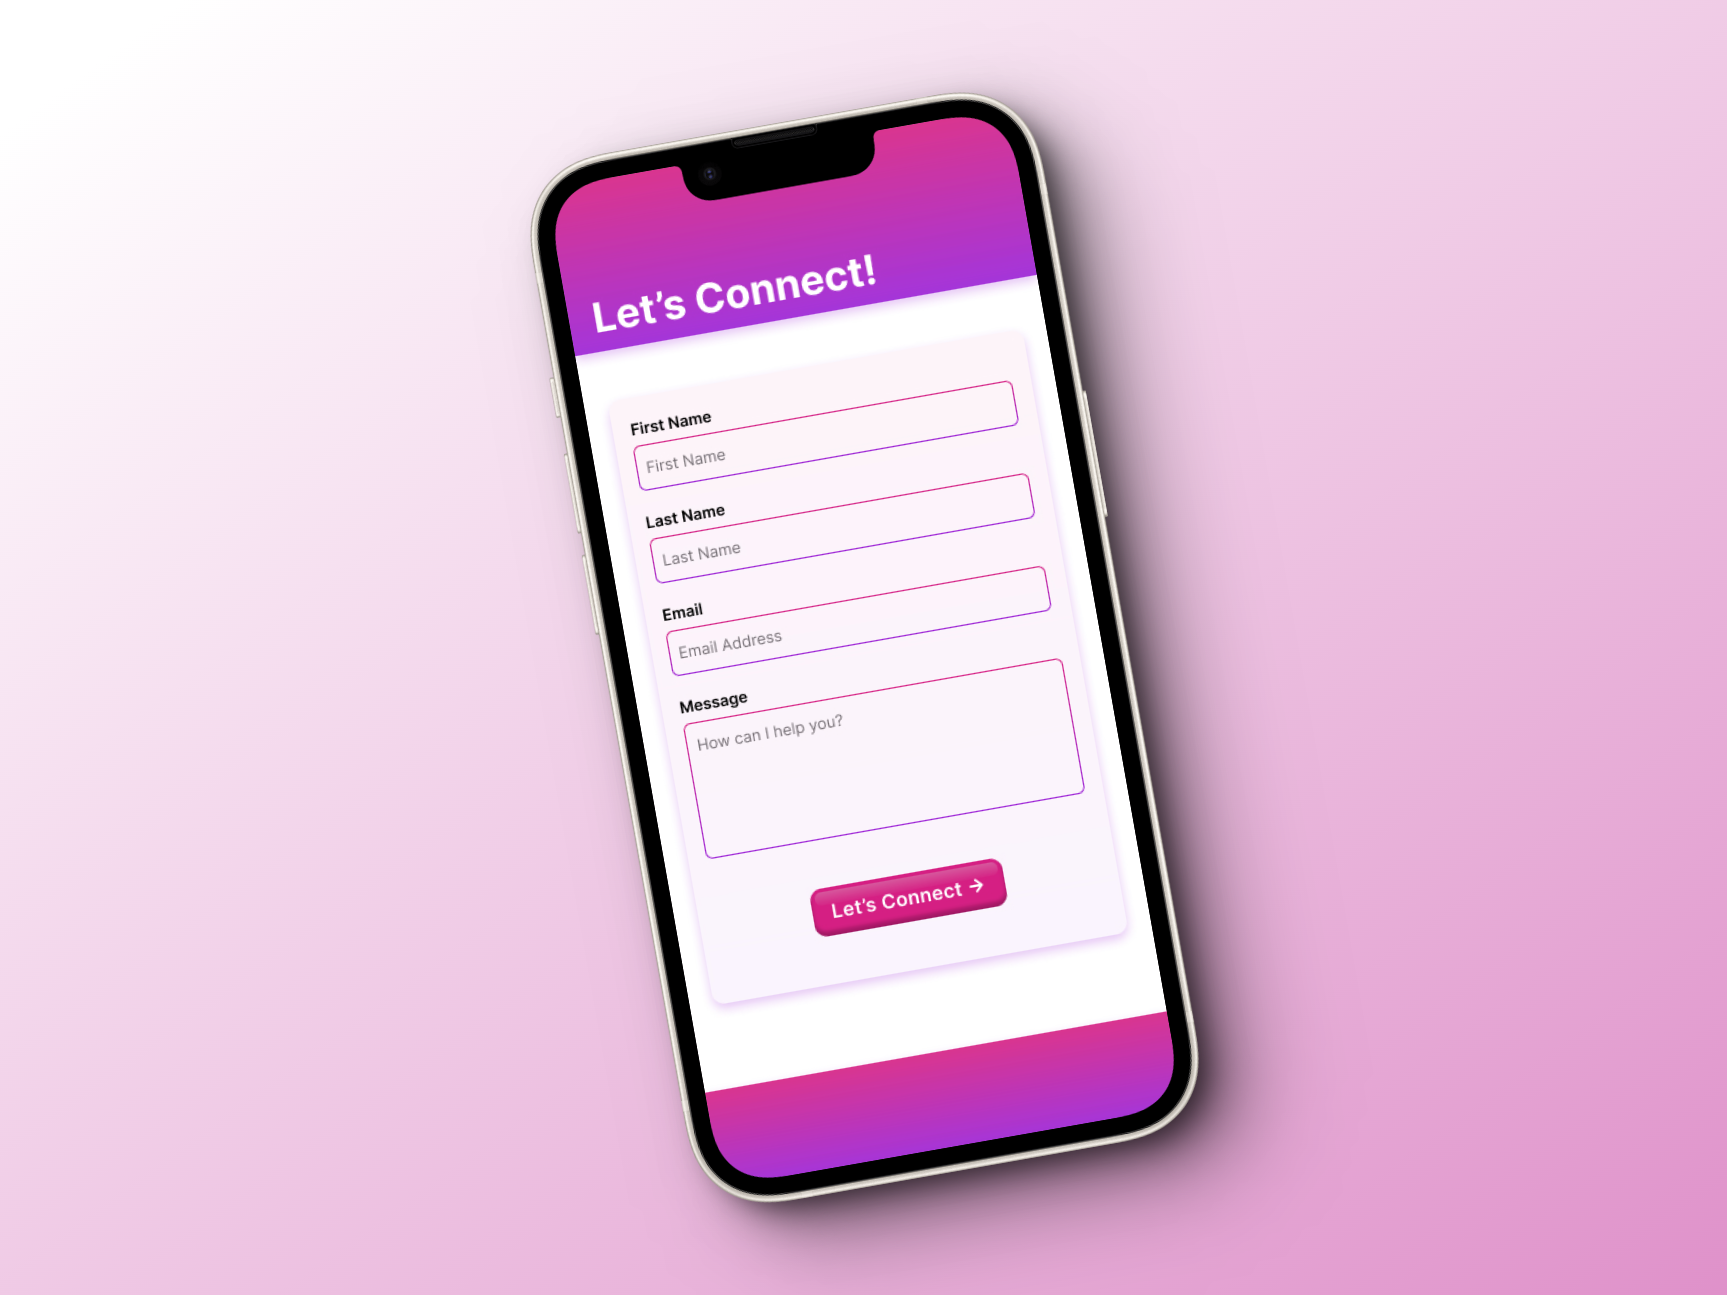 Let’s Connect!
First Name
First Name
Last Name
Last Name
Email
Email Address
Message
How can I help you?
Let’s Connect →